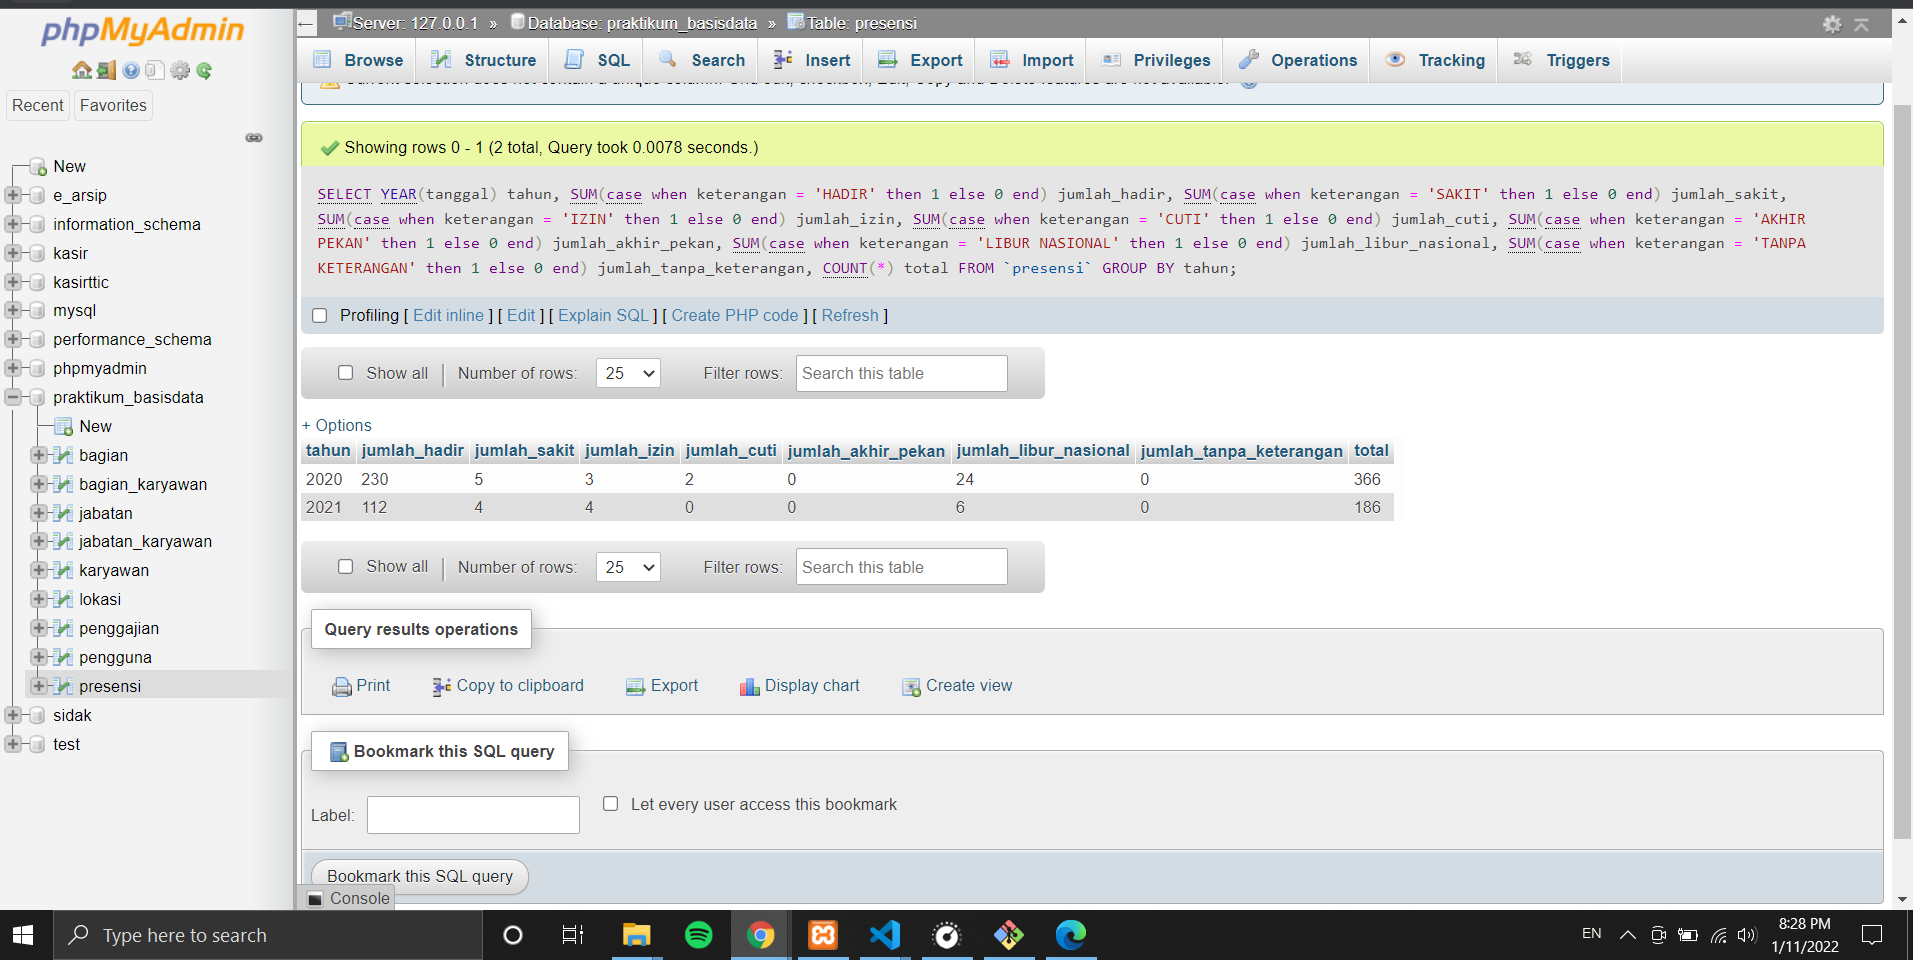 phpMyAdmin
Recent
Favorites
New
e_arsip
information_schema
kasir
kasirttic
mysql
performance_schema
phpmyadmin
praktikum_basisdata
New
bagian
bagian_karyawan
jabatan
jabatan_karyawan
karyawan
lokasi
penggajian
pengguna
presensi
sidak
test
Server: 127.0.0.1 » Database: praktikum_basisdata » Table: presensi
Browse Structure SQL Search Insert Export Import Privileges Operations Tracking Triggers
Showing rows 0 - 1 (2 total, Query took 0.0078 seconds.)
SELECT YEAR(tanggal) tahun, SUM(case when keterangan = 'HADIR' then 1 else 0 end) jumlah_hadir, SUM(case when keterangan = 'SAKIT' then 1 else 0 end) jumlah_sakit,
SUM(case when keterangan = 'IZIN' then 1 else 0 end) jumlah_izin, SUM(case when keterangan = 'CUTI' then 1 else 0 end) jumlah_cuti, SUM(case when keterangan = 'AKHIR
PEKAN' then 1 else 0 end) jumlah_akhir_pekan, SUM(case when keterangan = 'LIBUR NASIONAL' then 1 else 0 end) jumlah_libur_nasional, SUM(case when keterangan = 'TANPA
KETERANGAN' then 1 else 0 end) jumlah_tanpa_keterangan, COUNT(*) total FROM `presensi` GROUP BY tahun;
Profiling [ Edit inline ] [ Edit ] [ Explain SQL ] [ Create PHP code ] [ Refresh ]
Show all | Number of rows: 25 Filter rows: Search this table
+ Options
tahun jumlah_hadir jumlah_sakit jumlah_izin jumlah_cuti jumlah_akhir_pekan jumlah_libur_nasional jumlah_tanpa_keterangan total
2020 230 5 3 2 0 24 0 366
2021 112 4 4 0 0 6 0 186
Show all | Number of rows: 25 Filter rows: Search this table
Query results operations
Print Copy to clipboard Export Display chart Create view
Bookmark this SQL query
Label:
Let every user access this bookmark
Bookmark this SQL query
Console
Type here to search
EN
8:28 PM
1/11/2022